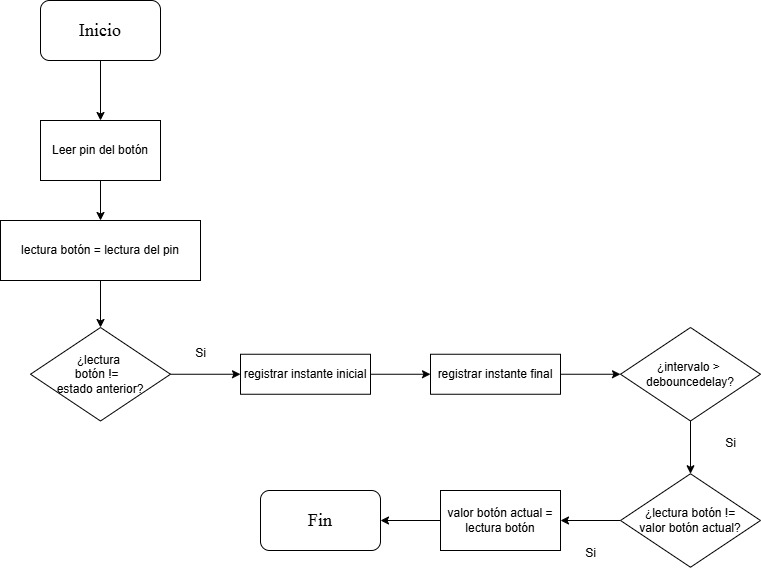 Inicio
Leer pin del botón
lectura botón = lectura del pin
¿lectura
botón !=
estado anterior?
Si
registrar instante inicial
registrar instante final
¿intervalo >
debouncedelay?
Si
¿lectura botón !=
valor botón actual?
Si
valor botón actual =
lectura botón
Fin